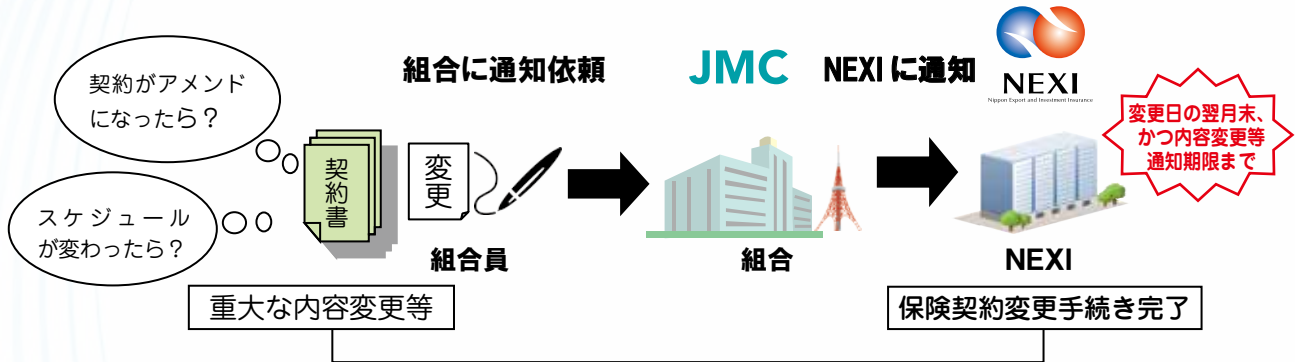 契約がアメンド
になったら？
スケジュール
が変わったら？
組合に通知依頼
JMC
NEXIに通知
NEXI
Nippon Export and Investment Insurance
変更日の翌月末、
かつ内容変更等
通知期限まで
契約書
変更
組合員
組合
NEXI
重大な内容変更等
保険契約変更手続き完了